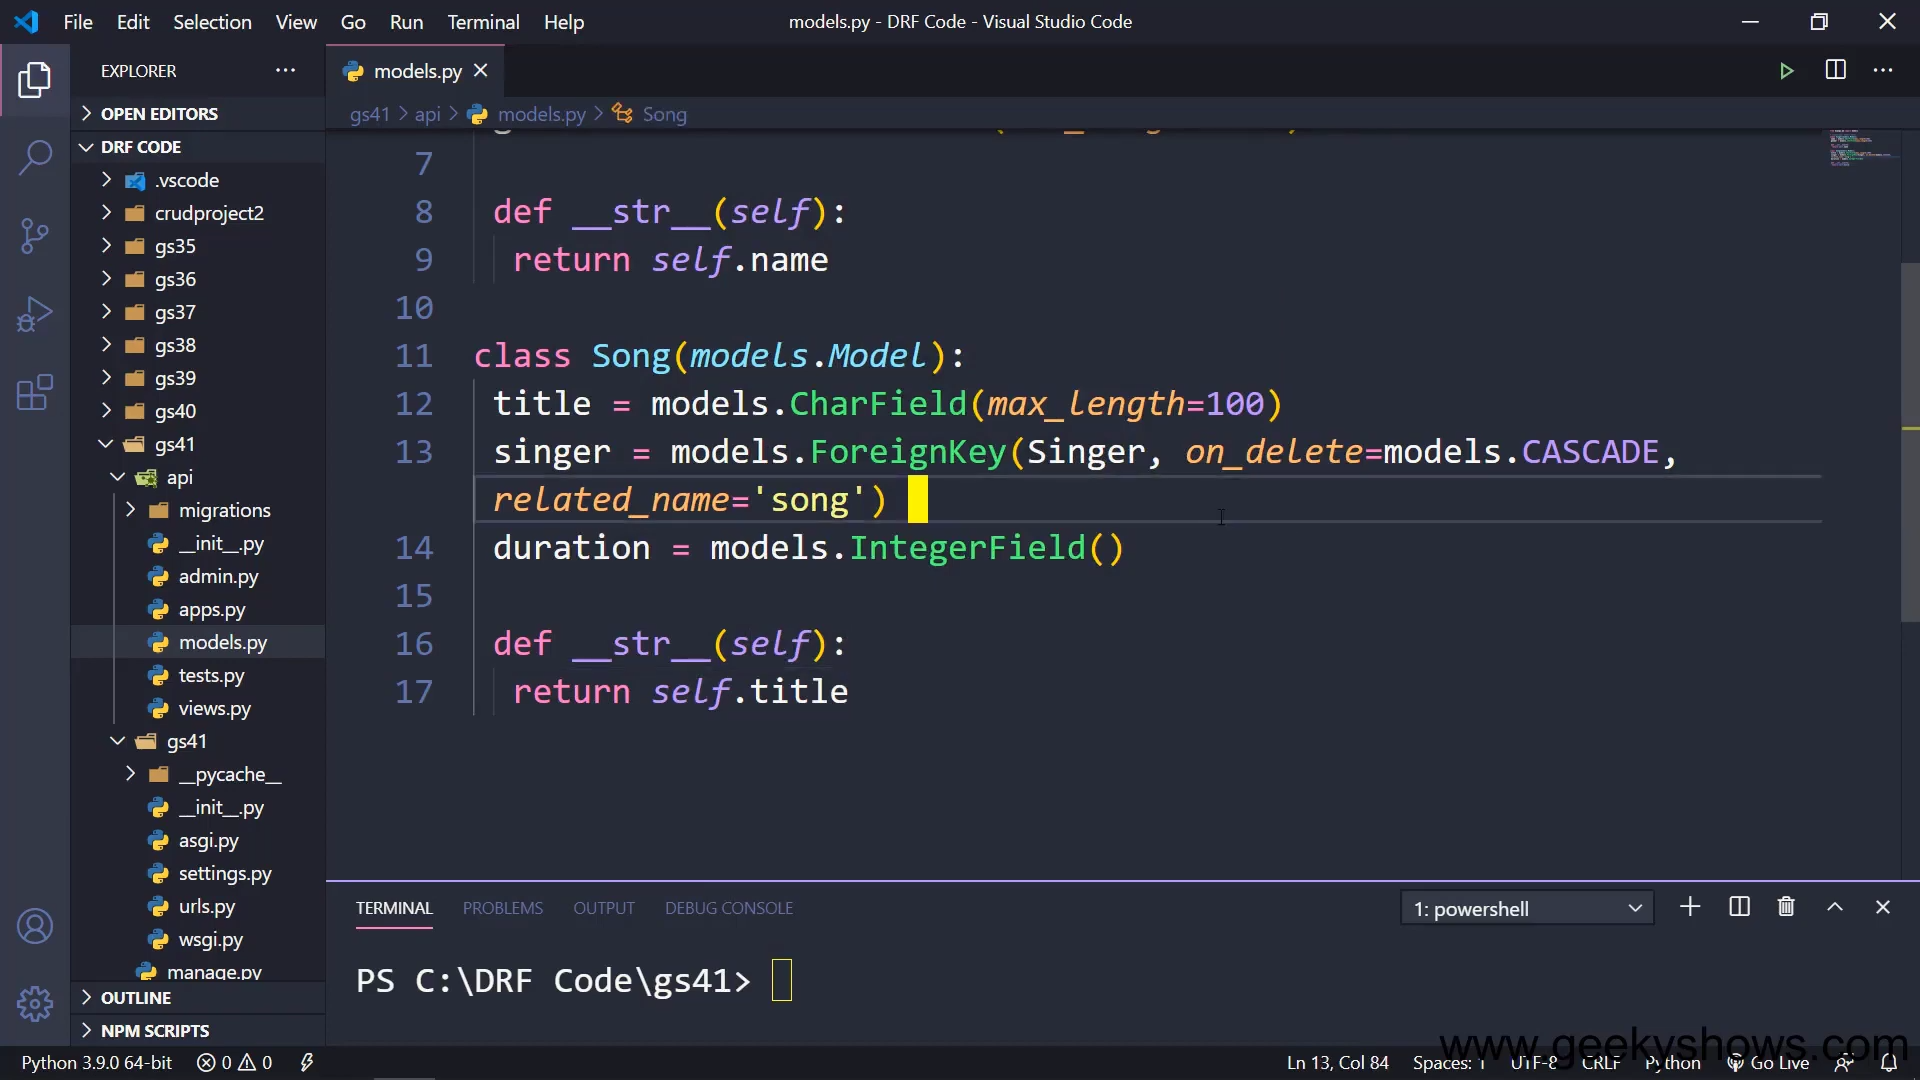 File Edit Selection View Go Run Terminal Help
models.py - DRF Code - Visual Studio Code
EXPLORER
models.py
OPEN EDITORS
gs41 > api > models.py > Song
DRF CODE
.vscode
crudproject2
gs35
gs36
gs37
gs38
gs39
gs40
gs41
api
migrations
__init__.py
admin.py
apps.py
models.py
tests.py
views.py
gs41
__pycache__
__init__.py
asgi.py
settings.py
urls.py
wsgi.py
manage.py
OUTLINE
NPM SCRIPTS
7
8 def __str__(self):
9 return self.name
10
11 class Song(models.Model):
12 title = models.CharField(max_length=100)
13 singer = models.ForeignKey(Singer, on_delete=models.CASCADE,
related_name='song')
14 duration = models.IntegerField()
15
16 def __str__(self):
17 return self.title
TERMINAL PROBLEMS OUTPUT DEBUG CONSOLE
1: powershell
PS C:\DRF Code\gs41>
www.geekyshows.com
Python 3.9.0 64-bit 0 0
Ln 13, Col 84 Spaces: 1 UTF-8 CRLF Python Go Live